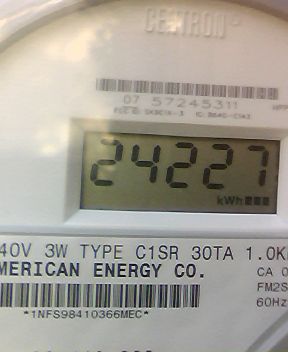 CENTRON
07 57245311
24227
kWh
40V 3W TYPE C1SR 30TA 1.0K
MERICAN ENERGY CO.
CA 0
FM2S
60Hz
*1NFS98410366MEC*